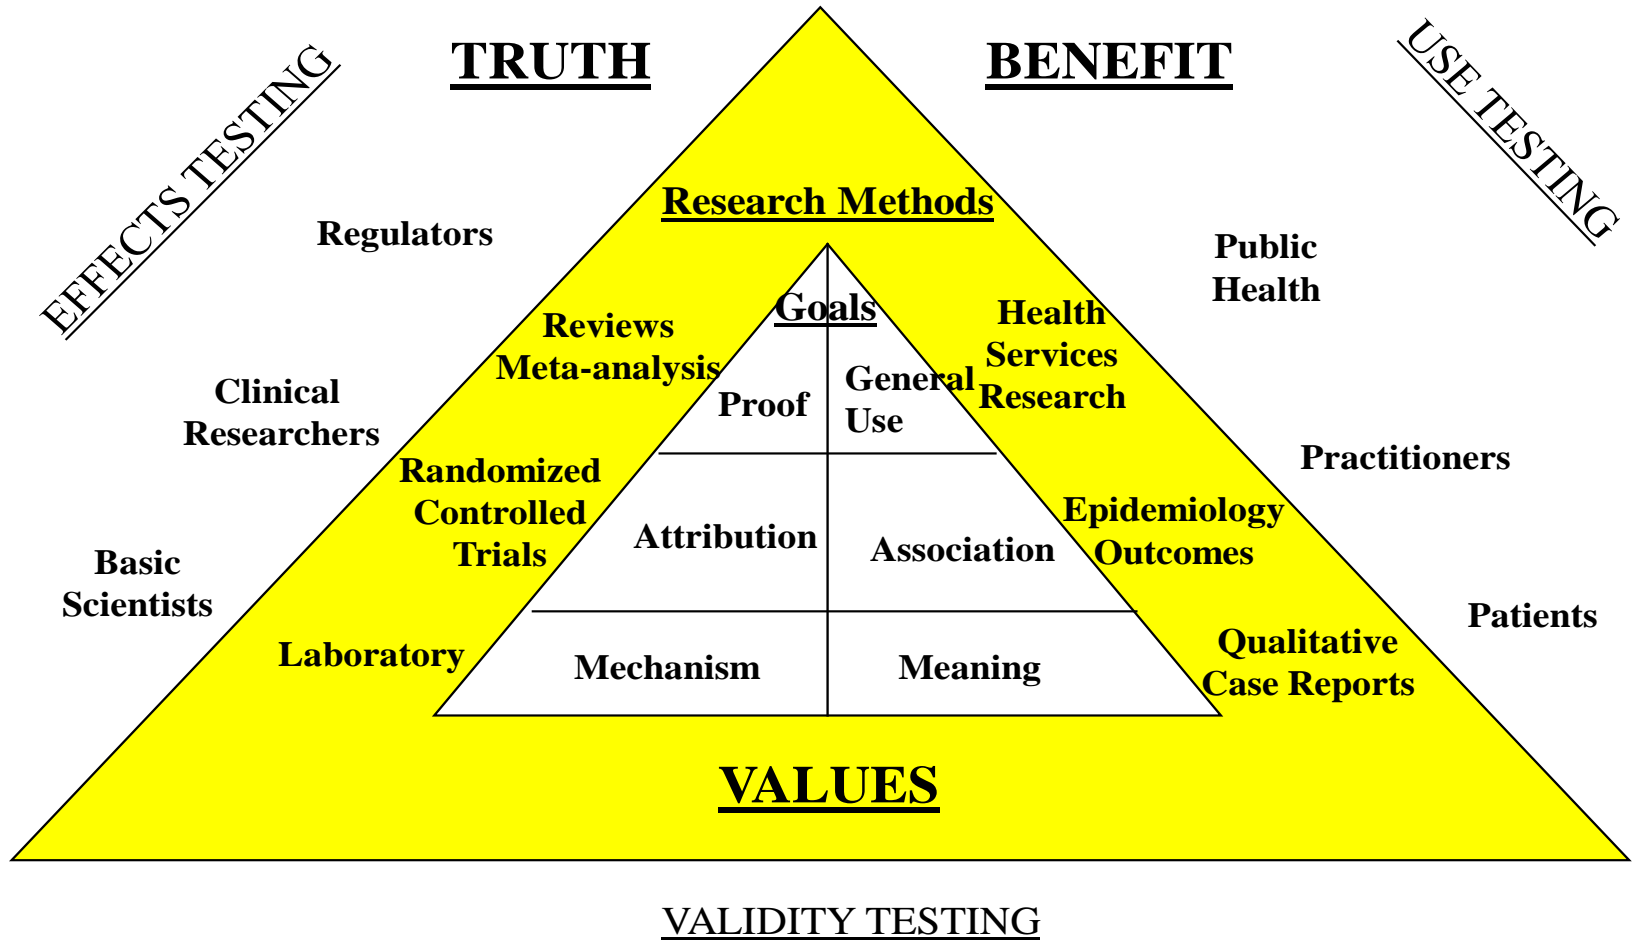 TRUTH
BENEFIT
EFFECTS TESTING
USE TESTING
Research Methods
Regulators
Public
Health
Goals
Reviews
Meta-analysis
Health
Services
Research
Proof
General
Use
Clinical
Researchers
Practitioners
Randomized
Controlled
Trials
Attribution
Association
Epidemiology
Outcomes
Basic
Scientists
Patients
Laboratory
Mechanism
Meaning
Qualitative
Case Reports
VALUES
VALIDITY TESTING